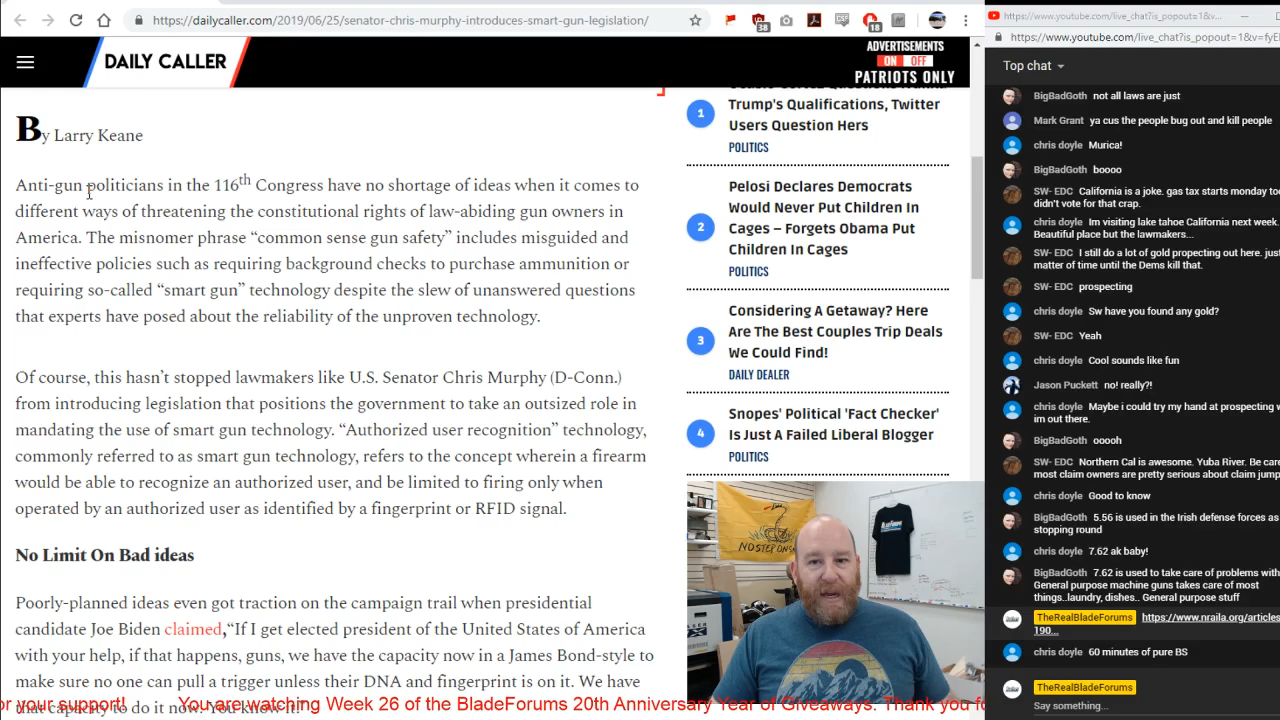 https://dailycaller.com/2019/06/25/senator-chris-murphy-introduces-smart-gun-legislation/
38
18
DAILY CALLER
ADVERTISEMENTS
ON OFF
PATRIOTS ONLY
By Larry Keane
Anti-gun politicians in the 116th Congress have no shortage of ideas when it comes to
different ways of threatening the constitutional rights of law-abiding gun owners in
America. The misnomer phrase “common sense gun safety” includes misguided and
ineffective policies such as requiring background checks to purchase ammunition or
requiring so-called “smart gun” technology despite the slew of unanswered questions
that experts have posed about the reliability of the unproven technology.
Of course, this hasn’t stopped lawmakers like U.S. Senator Chris Murphy (D-Conn.)
from introducing legislation that positions the government to take an outsized role in
mandating the use of smart gun technology. “Authorized user recognition” technology,
commonly referred to as smart gun technology, refers to the concept wherein a firearm
would be able to recognize an authorized user, and be limited to firing only when
operated by an authorized user as identified by a fingerprint or RFID signal.
No Limit On Bad ideas
Poorly-planned ideas even got traction on the campaign trail when presidential
candidate Joe Biden claimed,“If I get elected president of the United States of America
with your help, if that happens, guns, we have the capacity now in a James Bond-style to
make sure no one can pull a trigger unless their DNA and fingerprint is on it. We have
1
Trump's Qualifications, Twitter
Users Question Hers
POLITICS
2
Pelosi Declares Democrats
Would Never Put Children In
Cages – Forgets Obama Put
Children In Cages
POLITICS
3
Considering A Getaway? Here
Are The Best Couples Trip Deals
We Could Find!
DAILY DEALER
4
Snopes' Political 'Fact Checker'
Is Just A Failed Liberal Blogger
POLITICS
NO STEP ON
or your support! You are watching Week 26 of the BladeForums 20th Anniversary Year of Giveaways. Thank you f
https://www.youtube.com/live_chat?is_popout=1&v...
https://www.youtube.com/live_chat?is_popout=1&v=fyE
Top chat
BigBadGoth not all laws are just
Mark Grant ya cus the people bug out and kill people
chris doyle Murica!
BigBadGoth boooo
SW- EDC California is a joke. gas tax starts monday to
didn't vote for that crap.
chris doyle Im visiting lake tahoe California next week.
Beautiful place but the lawmakers...
SW- EDC I still do a lot of gold propecting out here. jus
matter of time until the Dems kill that.
SW- EDC prospecting
chris doyle Sw have you found any gold?
SW- EDC Yeah
chris doyle Cool sounds like fun
Jason Puckett no! really?!
chris doyle Maybe i could try my hand at prospecting w
im out there.
BigBadGoth ooooh
SW- EDC Northern Cal is awesome. Yuba River. Be care
most claim owners are pretty serious about claim jump
chris doyle Good to know
BigBadGoth 5.56 is used in the Irish defense forces as
stopping round
chris doyle 7.62 ak baby!
BigBadGoth 7.62 is used to take care of problems with
General purpose machine guns takes care of most
things..laundry, dishes.. General purpose stuff
TheRealBladeForums https://www.nraila.org/articles
190...
chris doyle 60 minutes of pure BS
TheRealBladeForums
Say something...